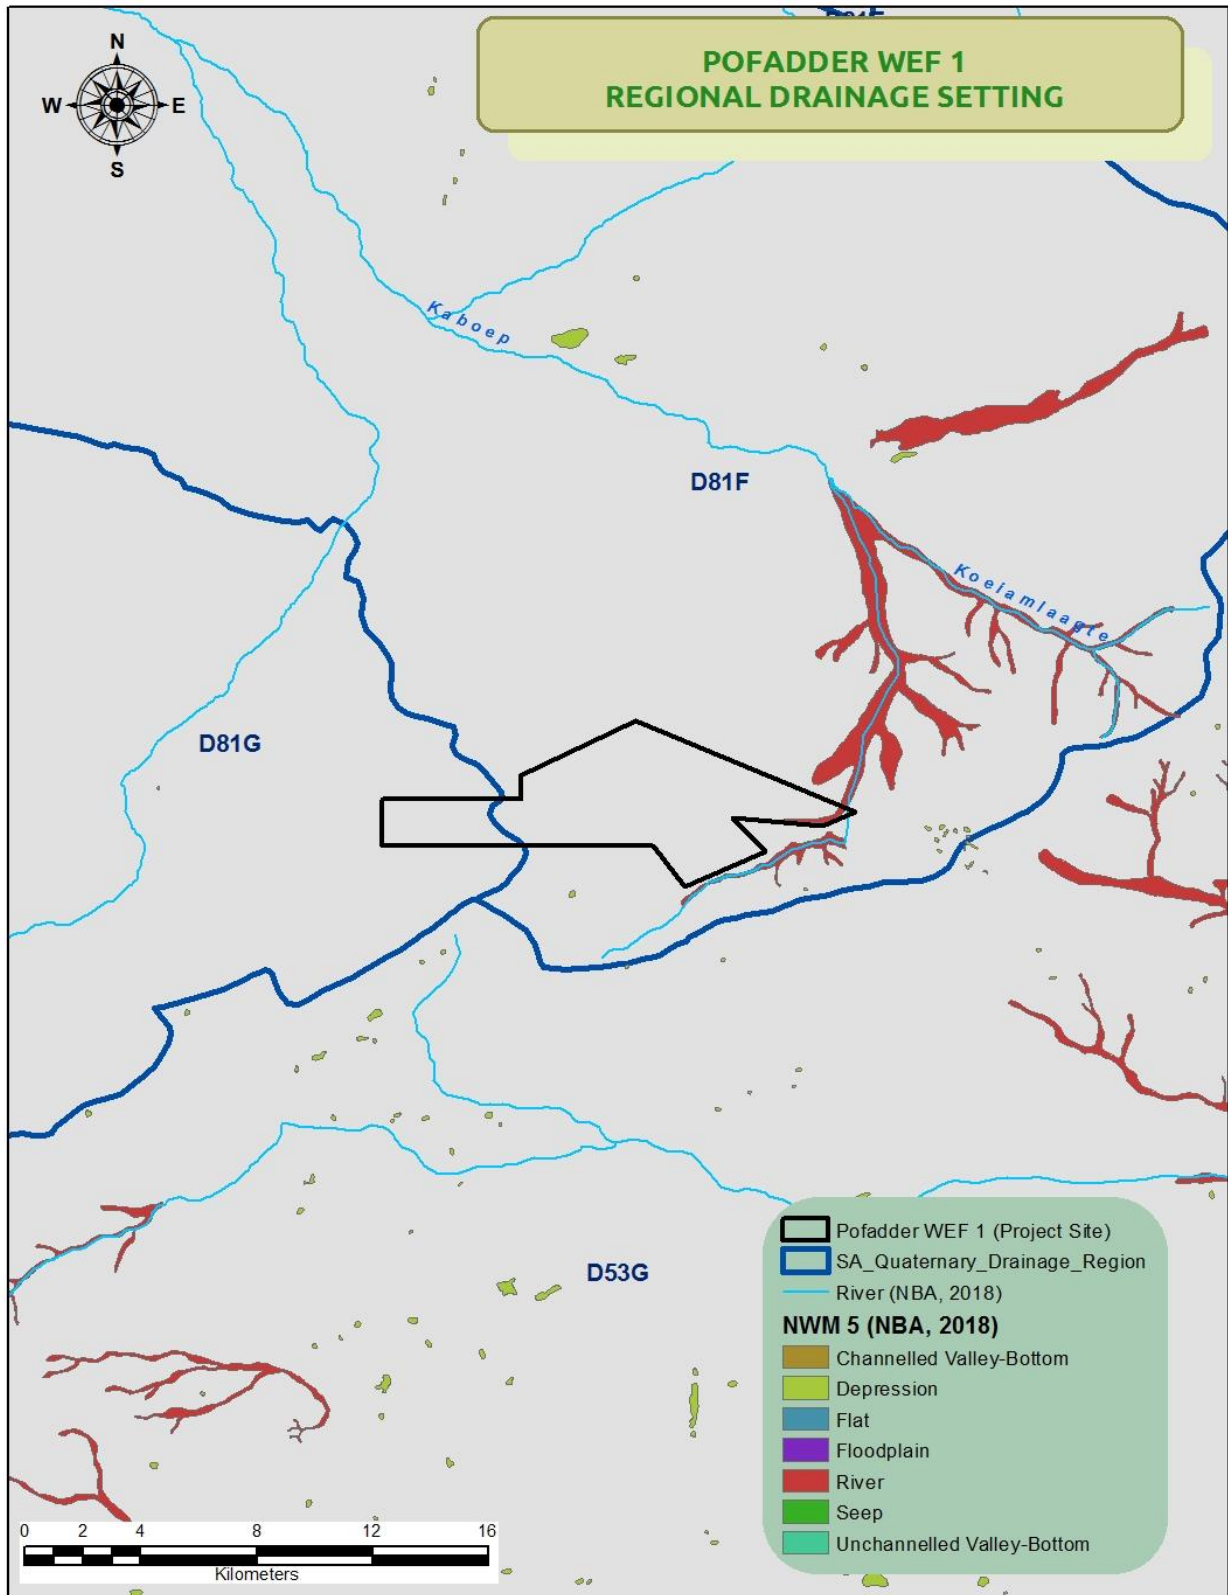 POFADDER WEF 1
REGIONAL DRAINAGE SETTING
N
W
E
S
Kaboep
D81F
Koeiamlaagte
D81G
D53G
Pofadder WEF 1 (Project Site)
SA_Quaternary_Drainage_Region
River (NBA, 2018)
NWM 5 (NBA, 2018)
Channelled Valley-Bottom
Depression
Flat
Floodplain
River
Seep
Unchannelled Valley-Bottom
0 2 4 8 12 16
Kilometers